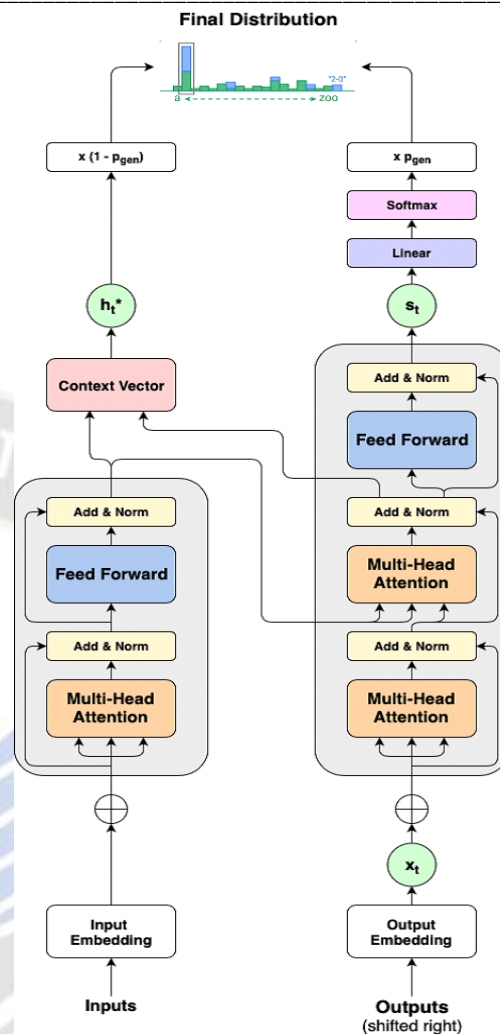 Final Distribution
"2-0"
a
zoo
x (1 - pgen)
x pgen
Softmax
Linear
ht*
st
Context Vector
Add & Norm
Feed Forward
Add & Norm
Add & Norm
Feed Forward
Multi-Head
Attention
Add & Norm
Add & Norm
Multi-Head
Attention
Multi-Head
Attention
xt
Input
Embedding
Output
Embedding
Inputs
Outputs
(shifted right)